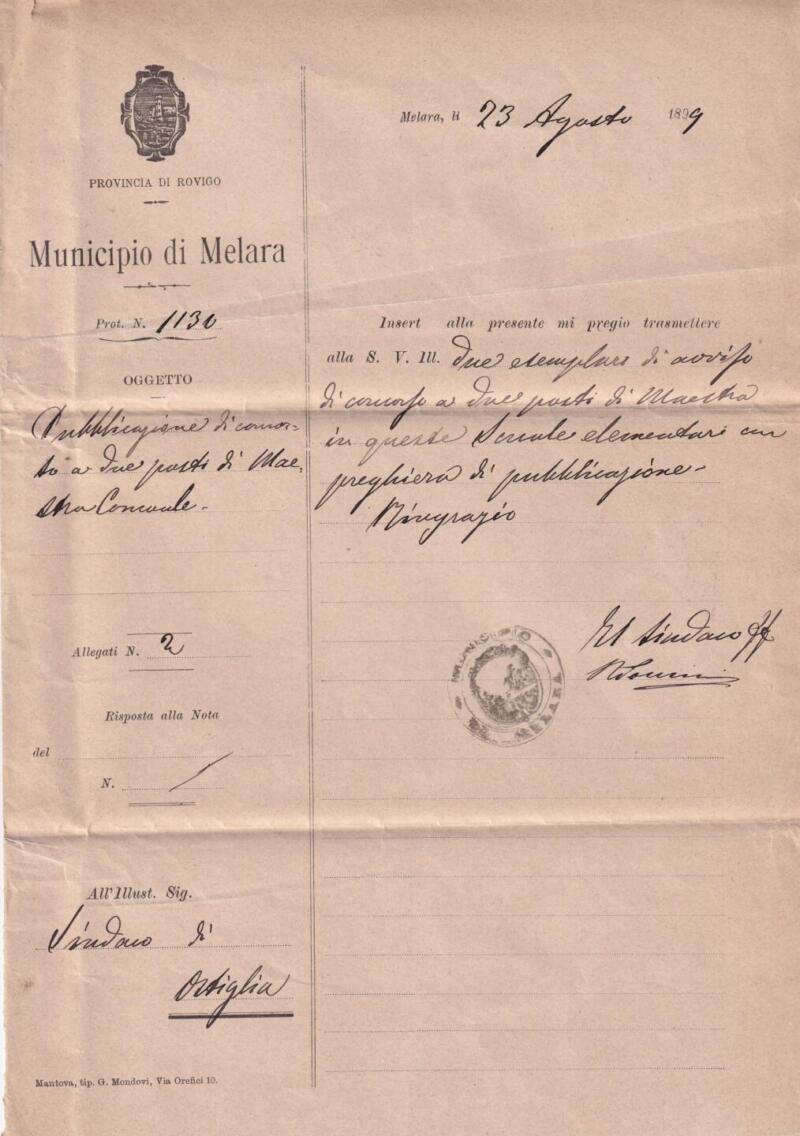 PROVINCIA DI ROVIGO
Municipio di Melara
Prot. N. 1130
OGGETTO
Pubblicazione di concor-
so a due posti di Mae-
stra Comunale.
Allegati N. 2
Risposta alla Nota
del
N.
All'Illust. Sig.
Sindaco di
Ostiglia
Mantova, tip. G. Mondovi, Via Orefici 10.
Melara, li 23 Agosto 1899
Insert alla presente mi pregio trasmettere
alla S. V. Ill. due esemplari di avviso
di concorso a due posti di Maestra
in queste Scuole elementari con
preghiera di pubblicazione.
Ringrazio
Il Sindaco ff
MUNICIPIO DI MELARA